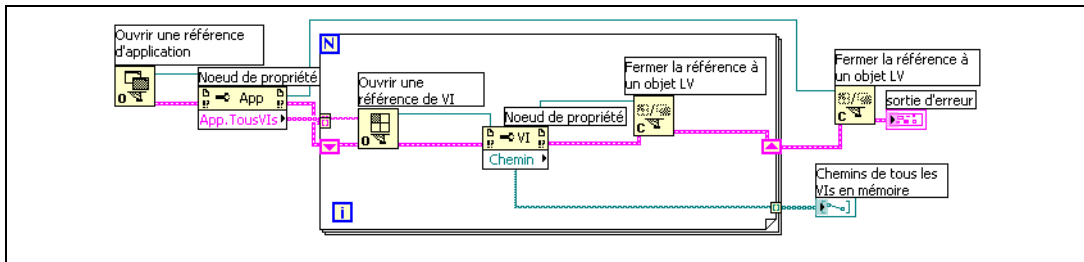 Ouvrir une référence
d'application
O
Noeud de propriété
App
App.TousVIs
N
Ouvrir une
référence de VI
O
Noeud de propriété
VI
Chemin
Fermer la référence à
un objet LV
C
i
Fermer la référence à
un objet LV
C
sortie d'erreur
Chemins de tous les
VIs en mémoire